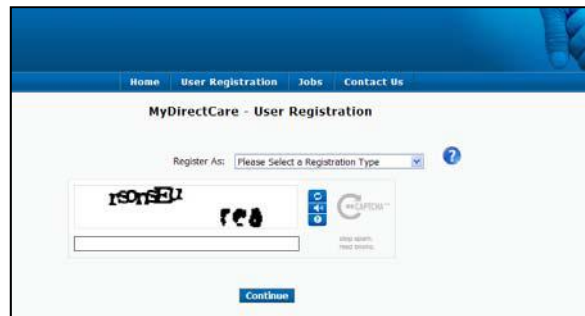 Home User Registration Jobs Contact Us
MyDirectCare - User Registration
Register As: Please Select a Registration Type
reCAPTCHA™
stop spam.
read books.
Continue